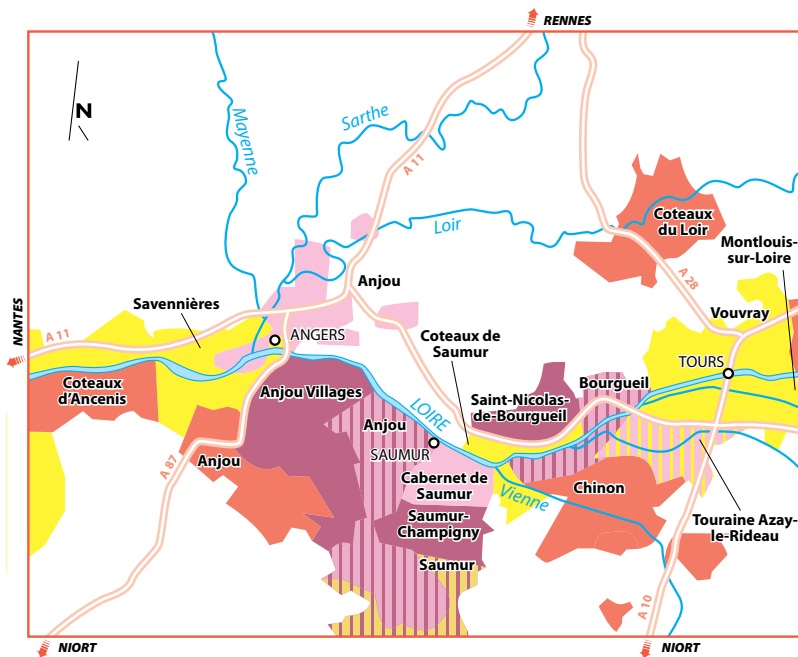 RENNES
N
Mayenne
Sarthe
A 11
Loir
Coteaux
du Loir
Montlouis-
sur-Loire
A 28
Anjou
Savennières
NANTES
A 11
ANGERS
Vouvray
Coteaux de
Saumur
TOURS
Coteaux
d'Ancenis
Anjou Villages
LOIRE
Saint-Nicolas-
de-Bourgueil
Bourgueil
Anjou
SAUMUR
Anjou
A 87
Cabernet de
Saumur
Vienne
Chinon
Saumur-
Champigny
Touraine Azay-
le-Rideau
Saumur
A 10
NIORT
NIORT